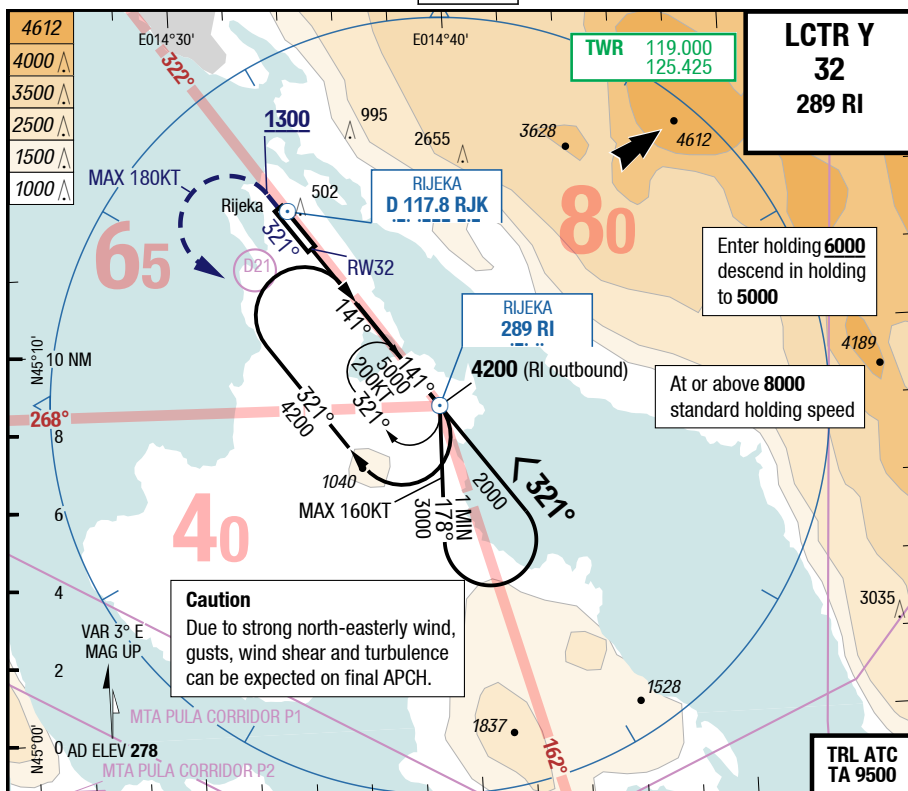 4612
4000
3500
2500
1500
1000
E014°30'
E014°40'
TWR 119.000
125.425
LCTR Y
32
289 RI
322°
1300
995
2655
3628
4612
MAX 180KT
Rijeka
502
RIJEKA
D 117.8 RJK
65
80
321°
RW32
D21
Enter holding 6000
descend in holding
to 5000
RIJEKA
289 RI
141°
N45°10'
10 NM
4189
141°
5000
200KT
321°
4200 (RI outbound)
At or above 8000
standard holding speed
321°
4200
268°
8
1040
MAX 160KT
2000
321°
1 MIN
178°
3000
6
40
4
Caution
Due to strong north-easterly wind,
gusts, wind shear and turbulence
can be expected on final APCH.
3035
VAR 3° E
MAG UP
2
1528
MTA PULA CORRIDOR P1
1837
162°
N45°00'
0
AD ELEV 278
MTA PULA CORRIDOR P2
TRL ATC
TA 9500